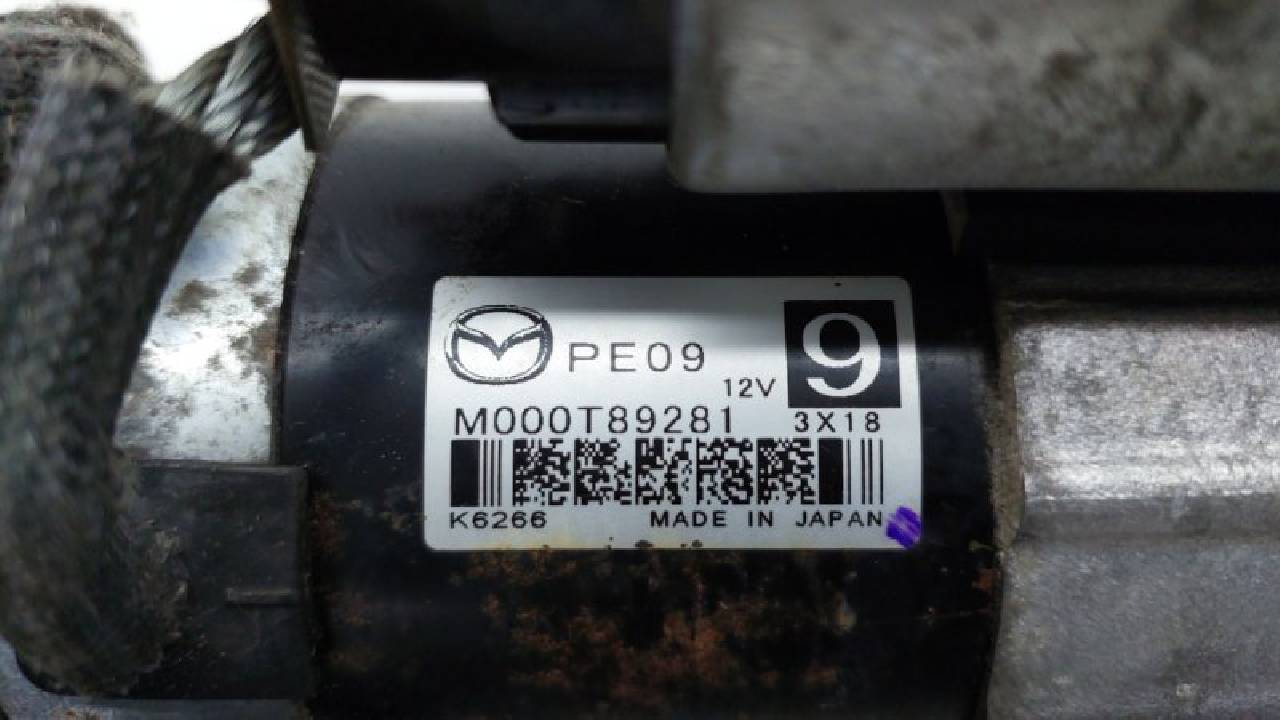 PE09
12V
9
M000T89281
3X18
K6266
MADE IN JAPAN